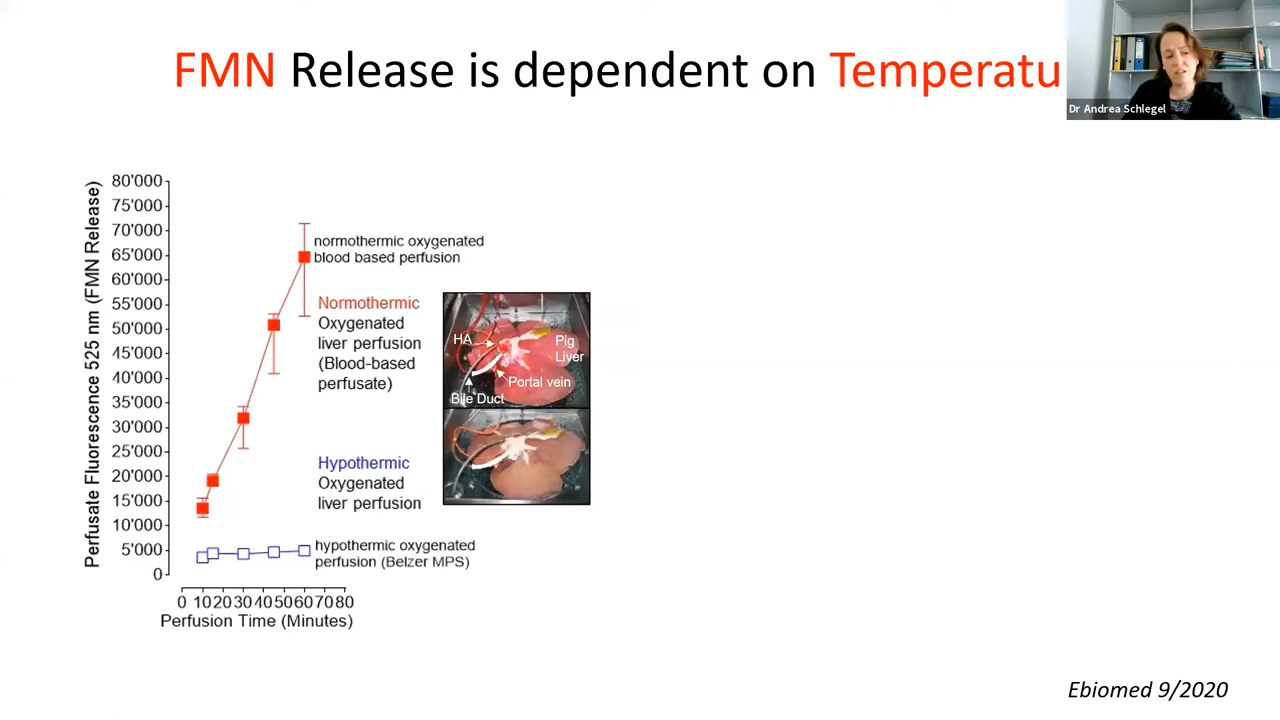 FMN Release is dependent on Temperatu
Dr Andrea Schlegel
Perfusate Fluorescence 525 nm (FMN Release)
80'000
75'000
70'000
65'000
60'000
55'000
50'000
45'000
40'000
35'000
30'000
25'000
20'000
15'000
10'000
5'000
0
normothermic oxygenated
blood based perfusion
Normothermic
Oxygenated
liver perfusion
(Blood-based
perfusate)
HA
Pig
Liver
Portal vein
Bile Duct
Hypothermic
Oxygenated
liver perfusion
hypothermic oxygenated
perfusion (Belzer MPS)
0 10 20 30 40 50 60 70 80
Perfusion Time (Minutes)
Ebiomed 9/2020